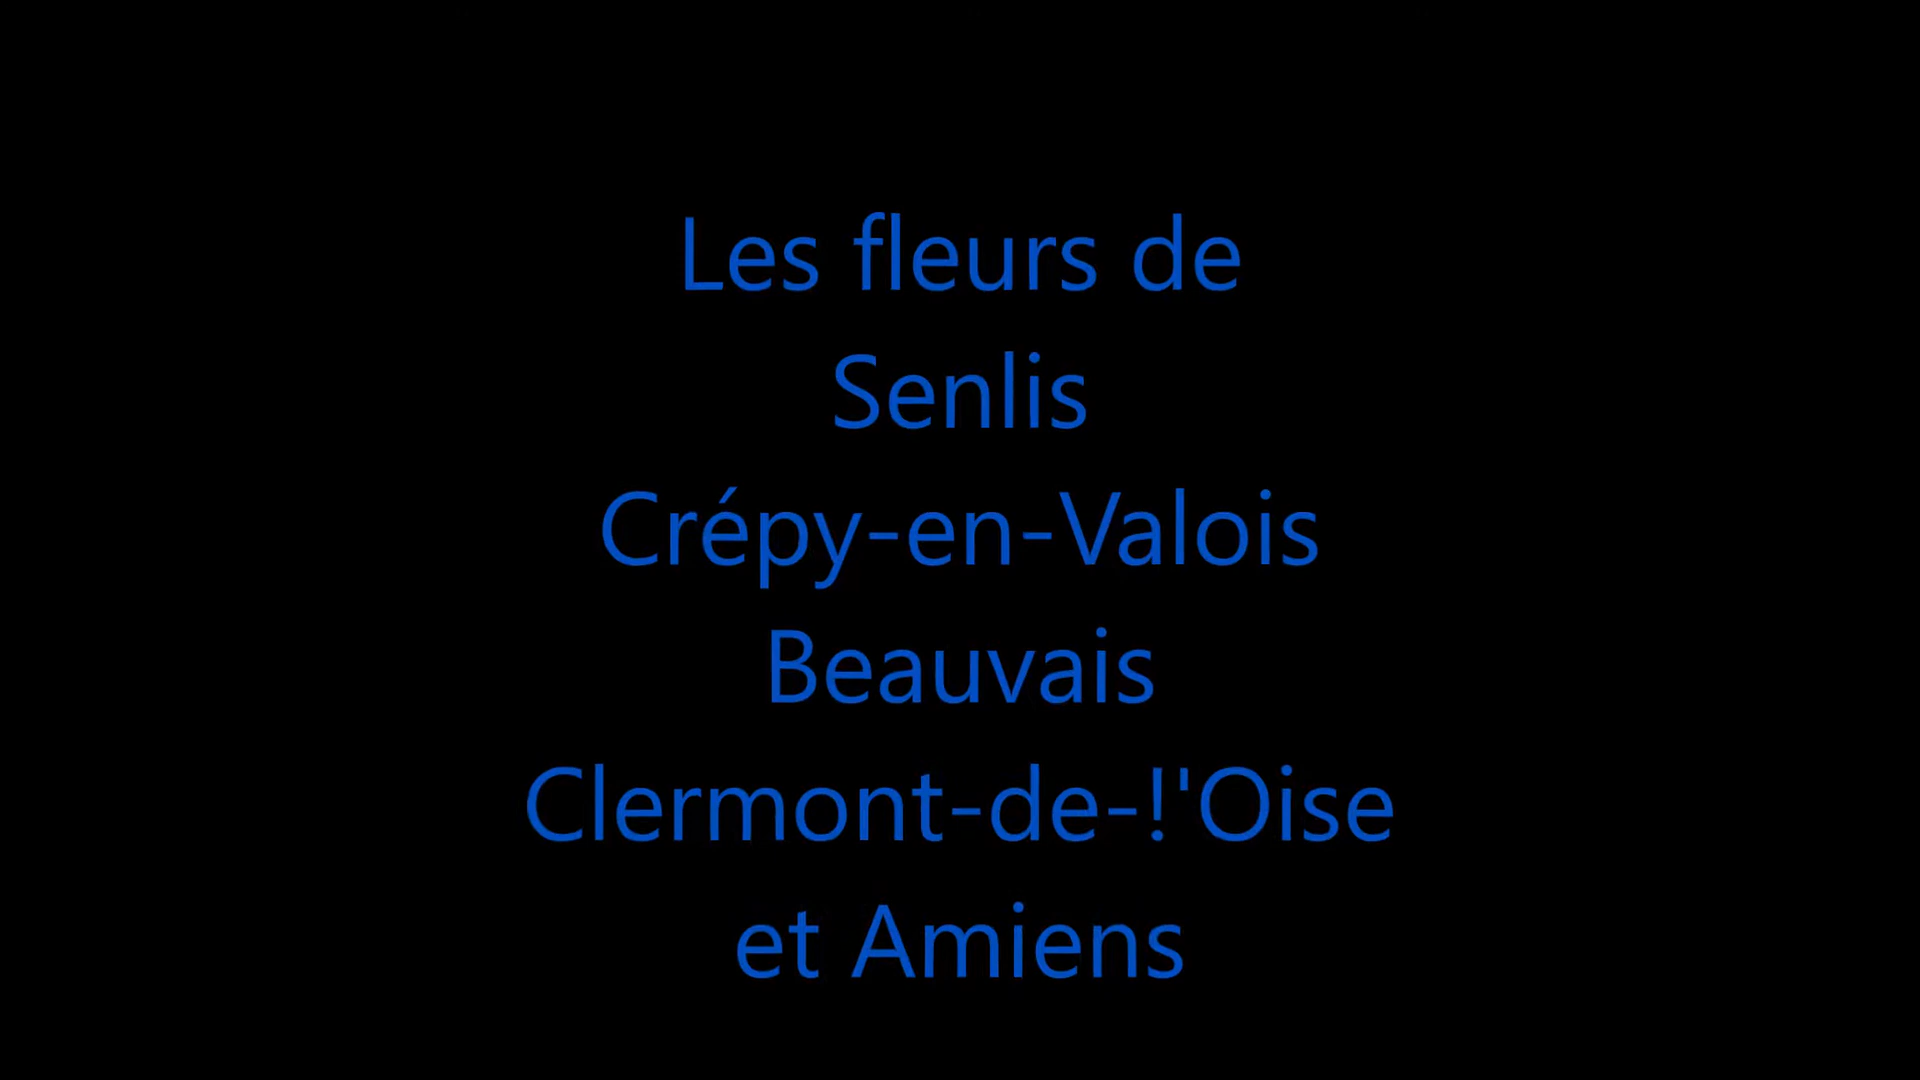 Les fleurs de
Senlis
Crépy-en-Valois
Beauvais
Clermont-de-!'Oise
et Amiens